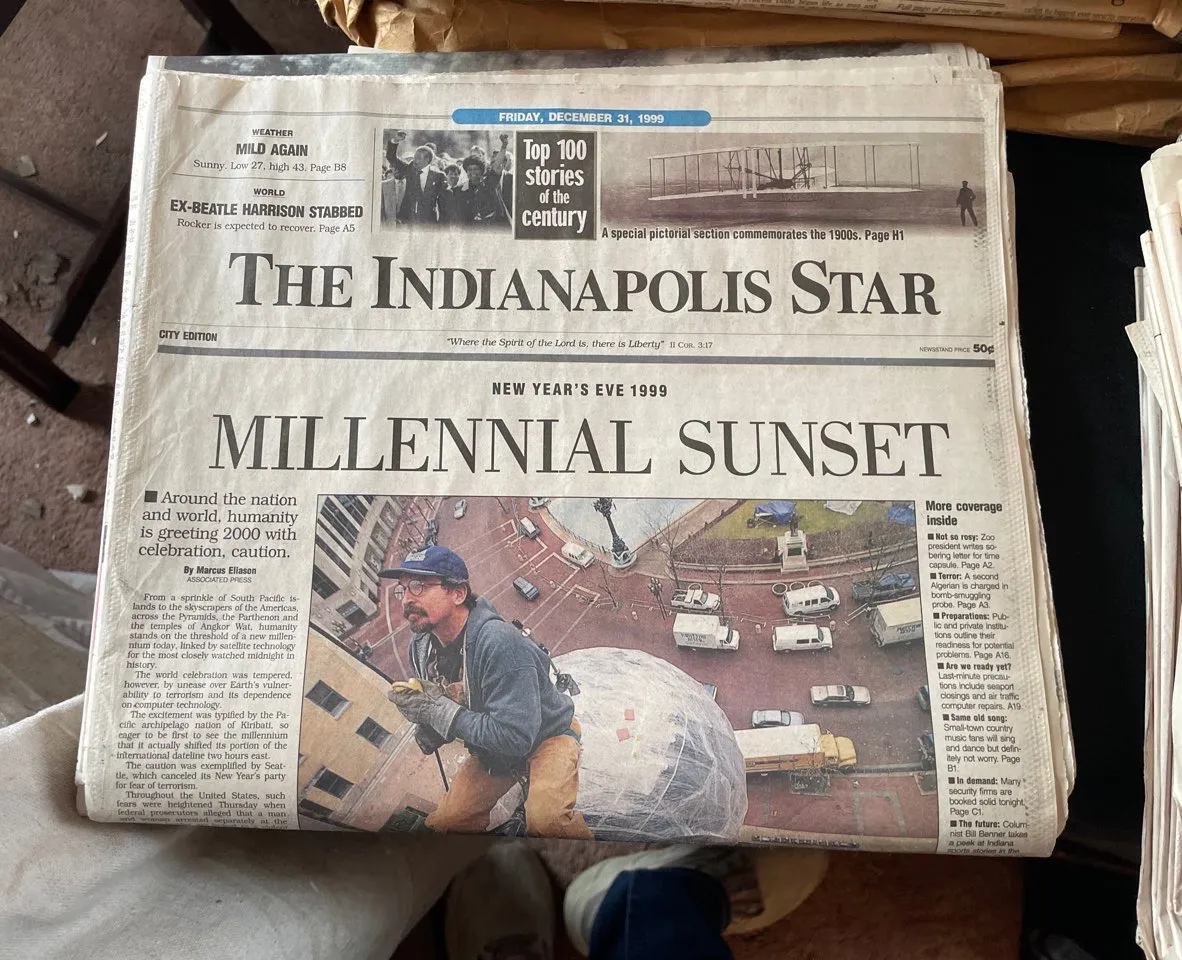 FRIDAY, DECEMBER 31, 1999
WEATHER
MILD AGAIN
Sunny. Low 27, high 43. Page B8
WORLD
EX-BEATLE HARRISON STABBED
Rocker is expected to recover. Page A5
Top 100
stories
of the
century
A special pictorial section commemorates the 1900s. Page H1
THE INDIANAPOLIS STAR
CITY EDITION
"Where the Spirit of the Lord is, there is Liberty" II COR. 3:17
NEWSSTAND PRICE 50¢
NEW YEAR'S EVE 1999
MILLENNIAL SUNSET
■ Around the nation
and world, humanity
is greeting 2000 with
celebration, caution.
By Marcus Eliason
ASSOCIATED PRESS
From a sprinkle of South Pacific is-
lands to the skyscrapers of the Americas,
across the Pyramids, the Parthenon and
the temples of Angkor Wat, humanity
stands on the threshold of a new millen-
nium today, linked by satellite technology
for the most closely watched midnight in
history.
The world celebration was tempered,
however, by unease over Earth's vulner-
ability to terrorism and its dependence
on computer technology.
The excitement was typified by the Pa-
cific archipelago nation of Kiribati, so
eager to be first to see the millennium
that it actually shifted its portion of the
international dateline two hours east.
The caution was exemplified by Seat-
tle, which canceled its New Year's party
for fear of terrorism.
Throughout the United States, such
fears were heightened Thursday when
federal prosecutors alleged that a man
and woman arrested separately at the
More coverage
inside
■ Not so rosy: Zoo
president writes so-
bering letter for time
capsule. Page A2.
■ Terror: A second
Algerian is charged in
bomb-smuggling
probe. Page A3.
■ Preparations: Pub-
lic and private institu-
tions outline their
readiness for potential
problems. Page A16.
■ Are we ready yet?
Last-minute precau-
tions include seaport
closings and air traffic
computer repairs. A19.
■ Same old song:
Small-town country
music fans will sing
and dance but defin-
itely not worry. Page
B1.
■ In demand: Many
security firms are
booked solid tonight.
Page C1.
■ The future: Colum-
nist Bill Benner takes
a peek at Indiana
sports stories in the